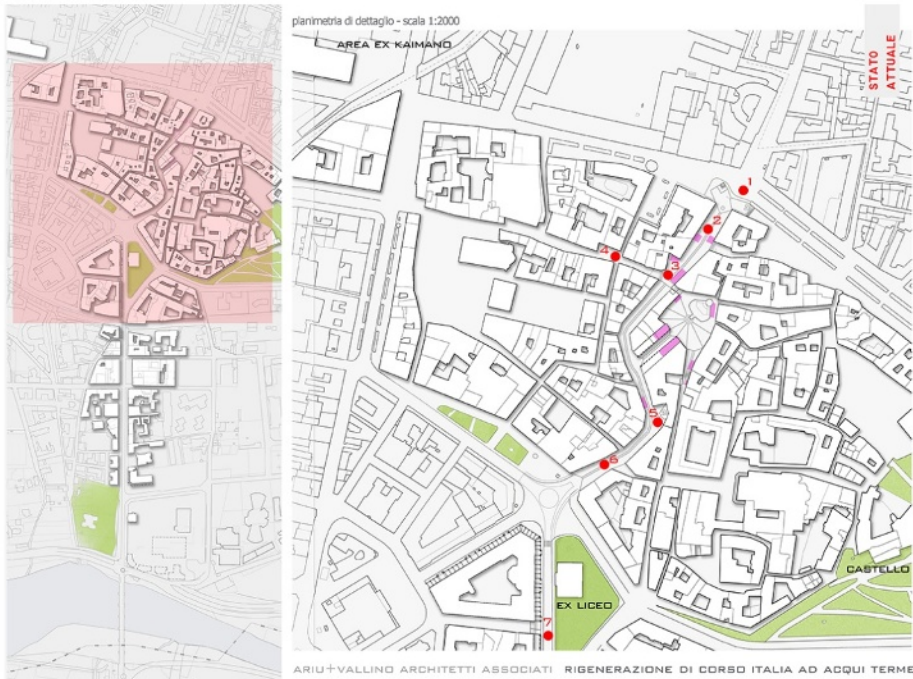 planimetria di dettaglio - scala 1:2000
AREA EX KAIMANO
STATO
ATTUALE
1
2
4
3
5
6
CASTELLO
EX LICEO
7
ARIU+VALLINO ARCHITETTI ASSOCIATI RIGENERAZIONE DI CORSO ITALIA AD ACQUI TERME